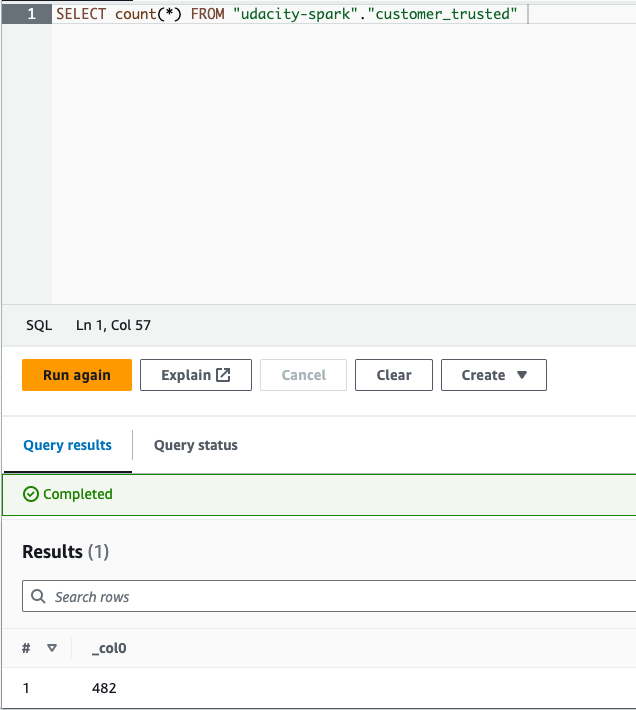 1 SELECT count(*) FROM "udacity-spark"."customer_trusted"
SQL Ln 1, Col 57
Run again Explain Cancel Clear Create
Query results Query status
Completed
Results (1)
Search rows
# _col0
1 482